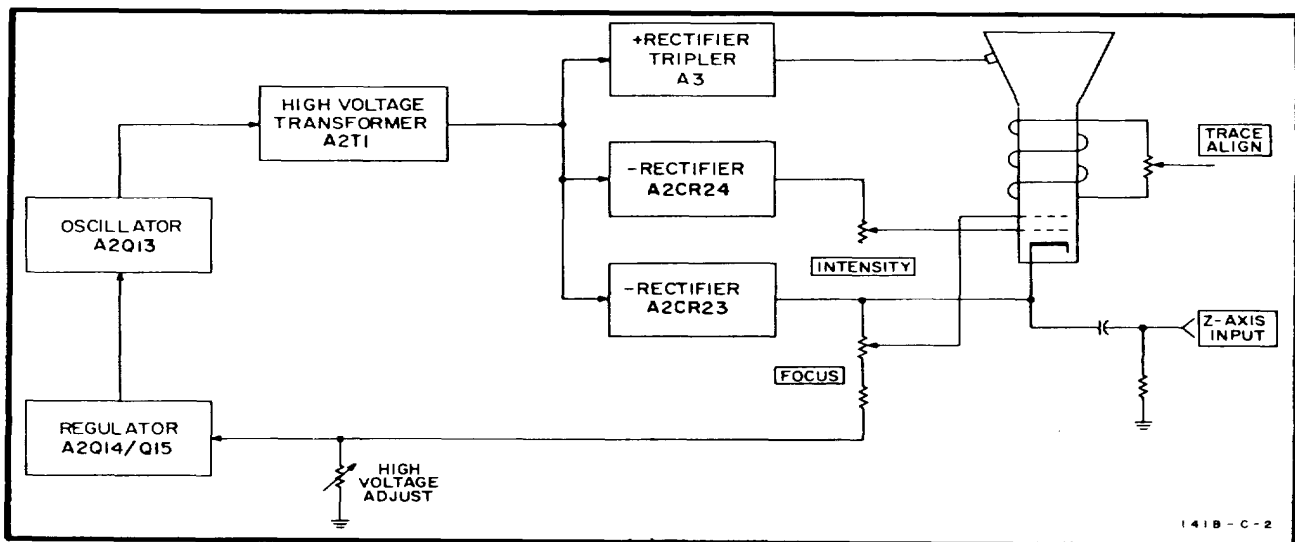 +RECTIFIER
TRIPLER
A3
HIGH VOLTAGE
TRANSFORMER
A2T1
TRACE
ALIGN
-RECTIFIER
A2CR24
OSCILLATOR
A2Q13
INTENSITY
-RECTIFIER
A2CR23
Z-AXIS
INPUT
FOCUS
REGULATOR
A2Q14/Q15
HIGH
VOLTAGE
ADJUST
141B-C-2